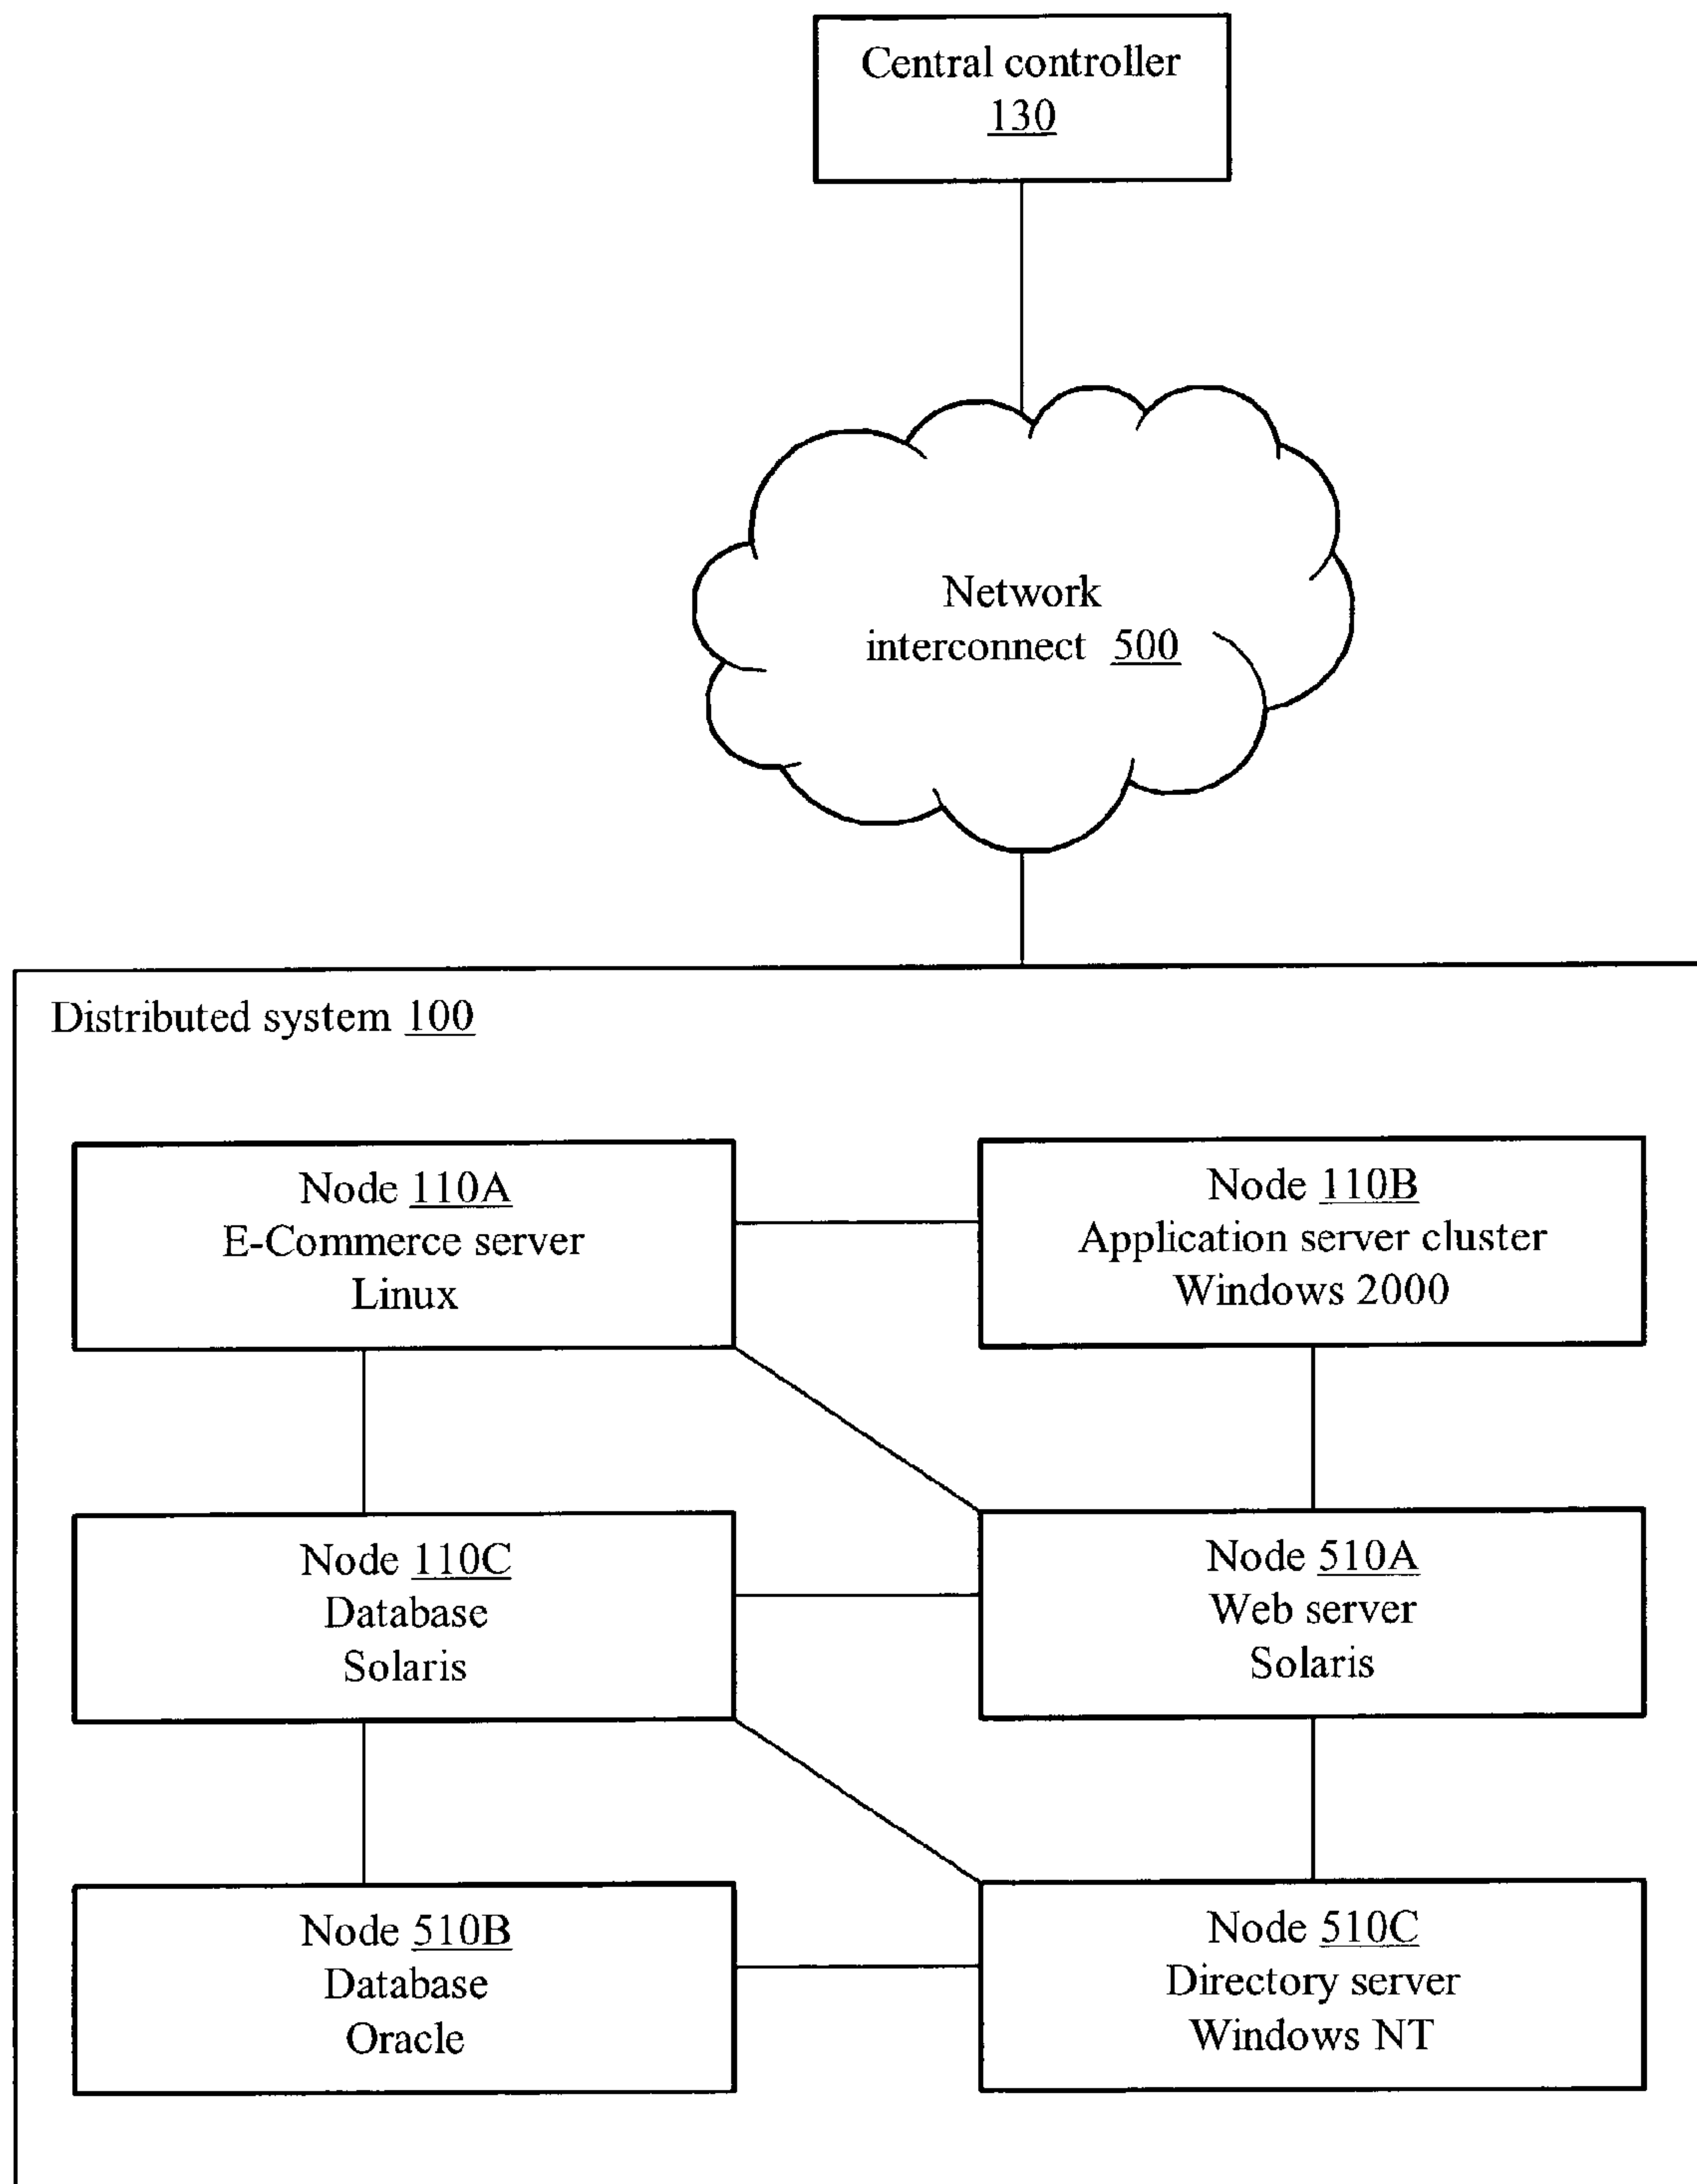 Central controller
130
Network
interconnect 500
Distributed system 100
Node 110A
E-Commerce server
Linux
Node 110B
Application server cluster
Windows 2000
Node 110C
Database
Solaris
Node 510A
Web server
Solaris
Node 510B
Database
Oracle
Node 510C
Directory server
Windows NT